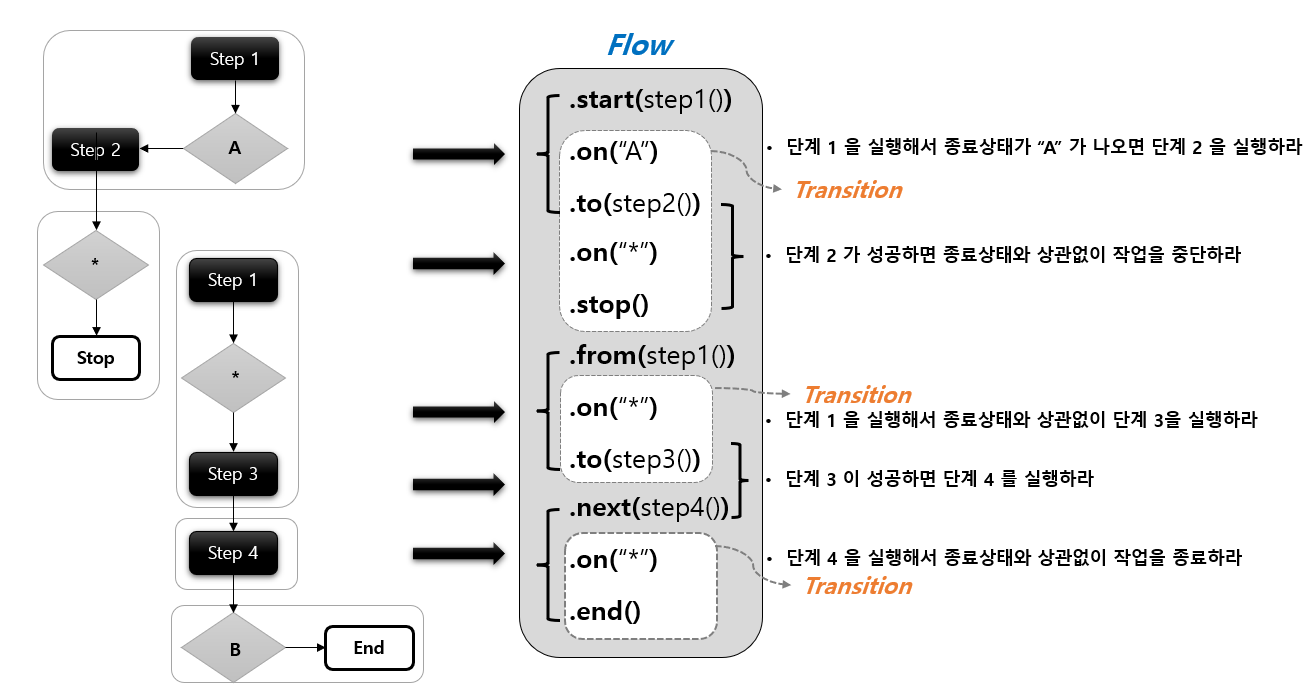 Step 1
A
Step 2
*
Stop
Step 1
*
Step 3
Step 4
B
End
Flow
.start(step1())
.on(“A”)
.to(step2())
.on(“*”)
.stop()
.from(step1())
.on(“*”)
.to(step3())
.next(step4())
.on(“*”)
.end()
• 단계 1 을 실행해서 종료상태가 “A” 가 나오면 단계 2 을 실행하라
Transition
• 단계 2 가 성공하면 종료상태와 상관없이 작업을 중단하라
Transition
• 단계 1 을 실행해서 종료상태와 상관없이 단계 3을 실행하라
• 단계 3 이 성공하면 단계 4 를 실행하라
• 단계 4 을 실행해서 종료상태와 상관없이 작업을 종료하라
Transition